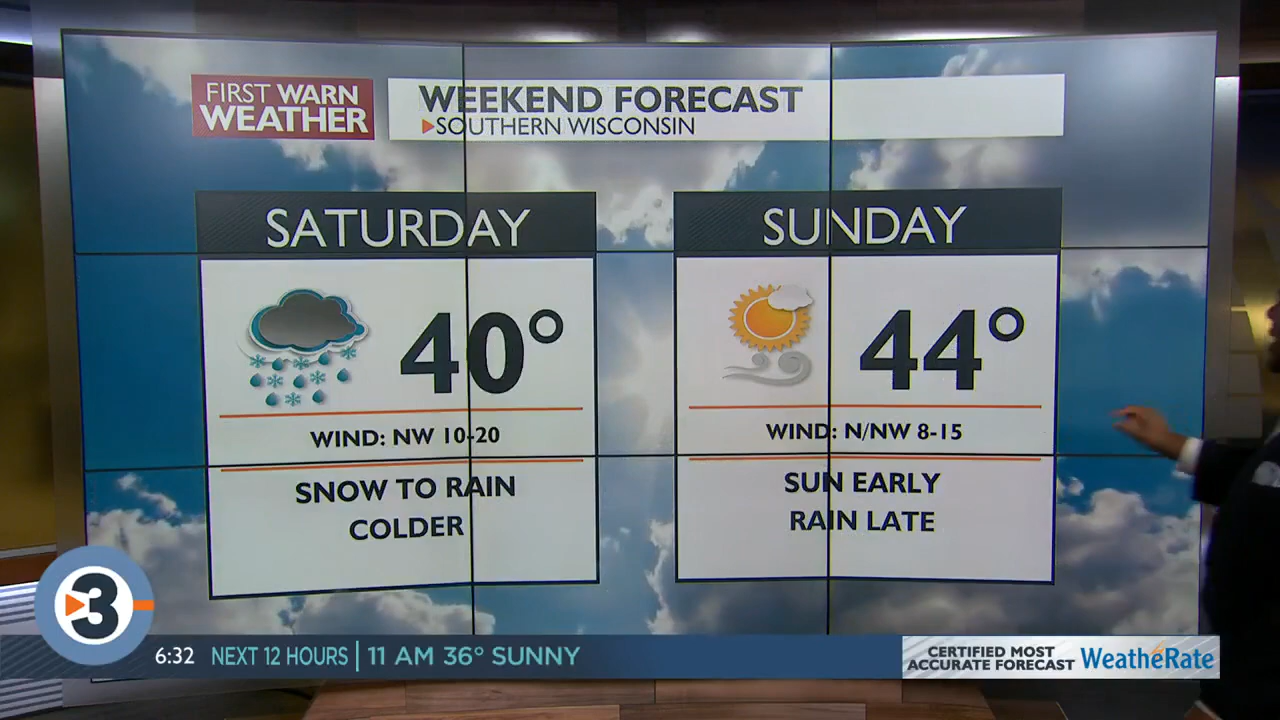 FIRST WARN
WEATHER
WEEKEND FORECAST
SOUTHERN WISCONSIN
SATURDAY
40°
WIND: NW 10-20
SNOW TO RAIN
COLDER
SUNDAY
44°
WIND: N/NW 8-15
SUN EARLY
RAIN LATE
3
6:32 NEXT 12 HOURS | 11 AM 36° SUNNY
CERTIFIED MOST
ACCURATE FORECAST WeatheRate